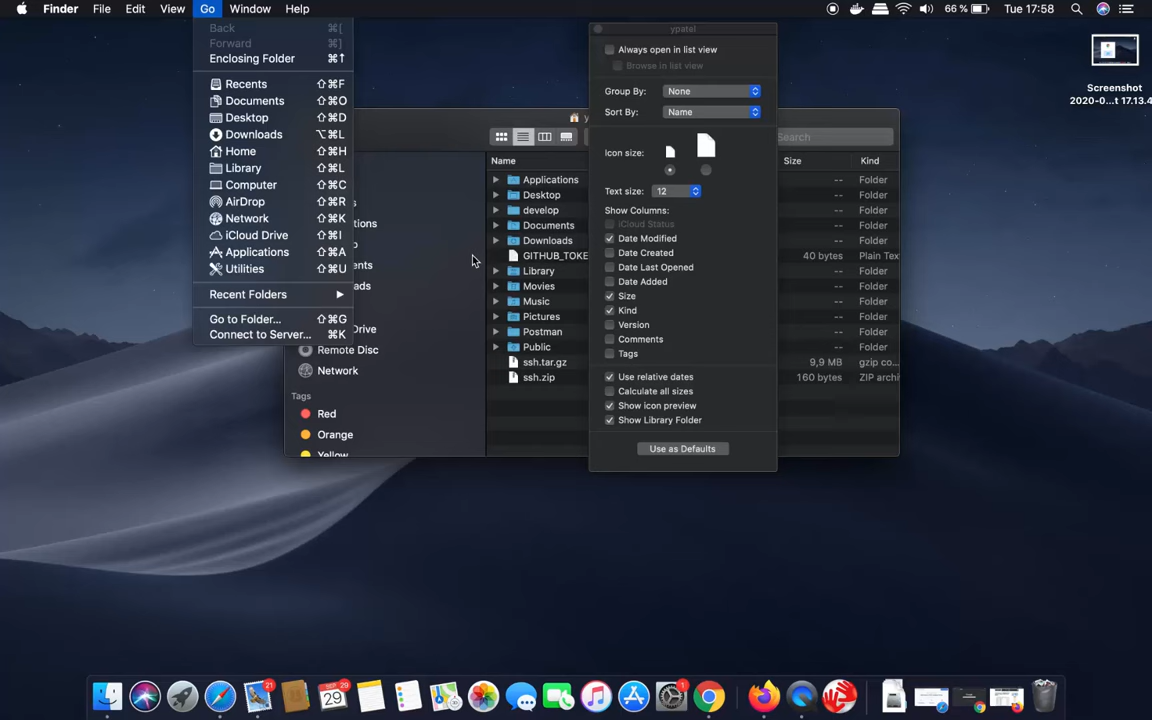 Finder File Edit View Go Window Help
66 % Tue 17:58
Back ⌘[
Forward ⌘]
Enclosing Folder ⌘↑
Recents ⇧⌘F
Documents ⇧⌘O
Desktop ⇧⌘D
Downloads ⌥⌘L
Home ⇧⌘H
Library ⇧⌘L
Computer ⇧⌘C
AirDrop ⇧⌘R
Network ⇧⌘K
iCloud Drive ⇧⌘I
Applications ⇧⌘A
Utilities ⇧⌘U
Recent Folders
Go to Folder... ⇧⌘G
Connect to Server... ⌘K
Remote Disc
Network
Tags
Red
Orange
Yellow
Name
Applications
Desktop
develop
Documents
Downloads
GITHUB_TOKE
Library
Movies
Music
Pictures
Postman
Public
ssh.tar.gz
ssh.zip
ypatel
Always open in list view
Browse in list view
Group By: None
Sort By: Name
Icon size:
Text size: 12
Show Columns:
iCloud Status
Date Modified
Date Created
Date Last Opened
Date Added
Size
Kind
Version
Comments
Tags
Use relative dates
Calculate all sizes
Show icon preview
Show Library Folder
Use as Defaults
Search
Size Kind
-- Folder
-- Folder
-- Folder
-- Folder
-- Folder
40 bytes Plain Tex
-- Folder
-- Folder
-- Folder
-- Folder
-- Folder
-- Folder
9,9 MB gzip co...
160 bytes ZIP archi
Screenshot
2020-0...t 17.13.4
21
SEP
29
29
1